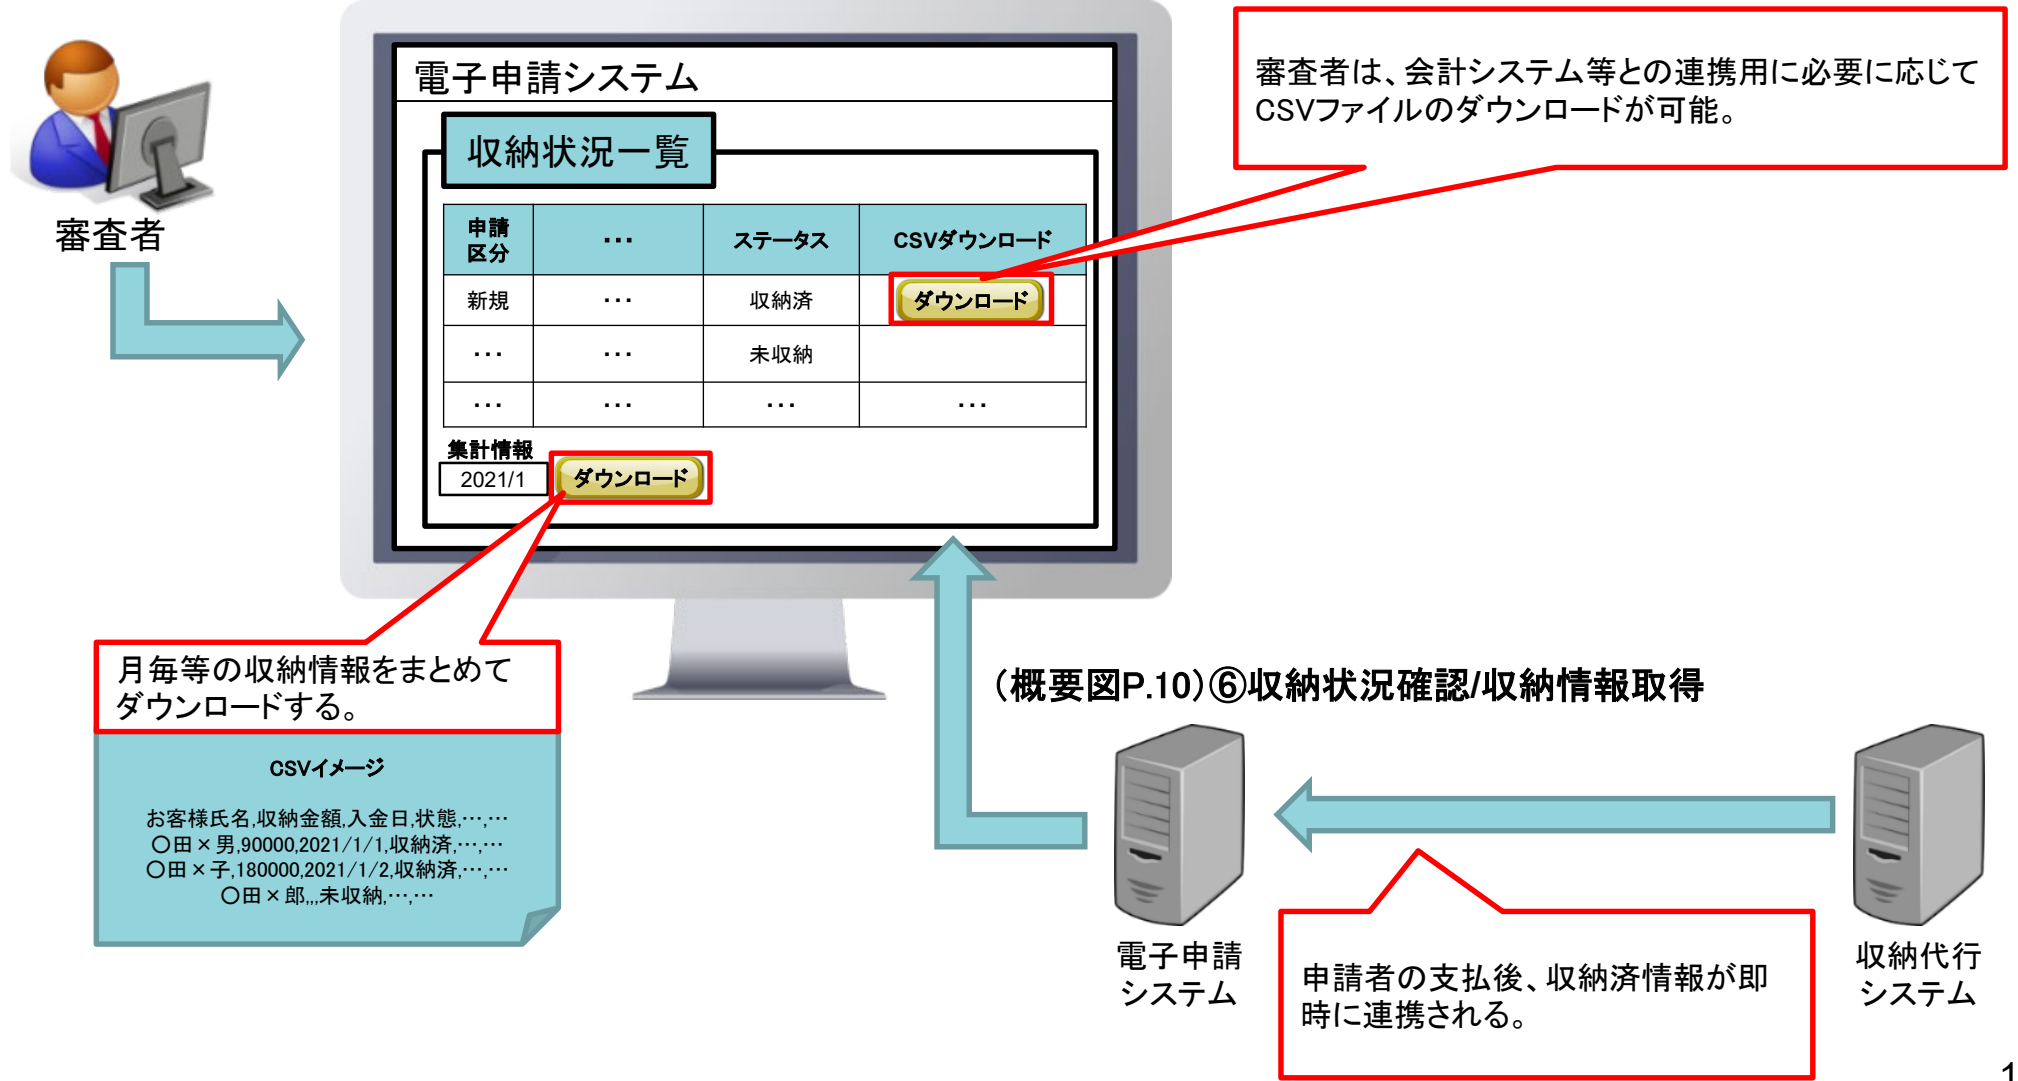 審査者
電子申請システム
収納状況一覧
申請
区分
・・・
ステータス
CSVダウンロード
新規
・・・
収納済
ダウンロード
・・・
・・・
未収納
・・・
・・・
・・・
・・・
集計情報
2021/1
ダウンロード
審査者は、会計システム等との連携用に必要に応じて
CSVファイルのダウンロードが可能。
月毎等の収納情報をまとめて
ダウンロードする。
CSVイメージ
お客様氏名,収納金額,入金日,状態,…,…
〇田×男,90000,2021/1/1,収納済,…,…
〇田×子,180000,2021/1/2,収納済,…,…
〇田×郎,,,未収納,…,…
（概要図P.10）⑥収納状況確認/収納情報取得
電子申請
システム
申請者の支払後、収納済情報が即
時に連携される。
収納代行
システム
1